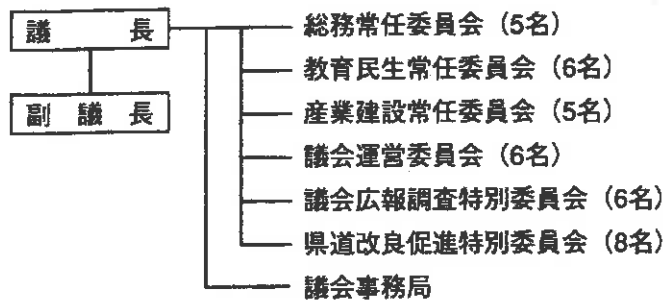 議長
副議長
総務常任委員会（5名）
教育民生常任委員会（6名）
産業建設常任委員会（5名）
議会運営委員会（6名）
議会広報調査特別委員会（6名）
県道改良促進特別委員会（8名）
議会事務局